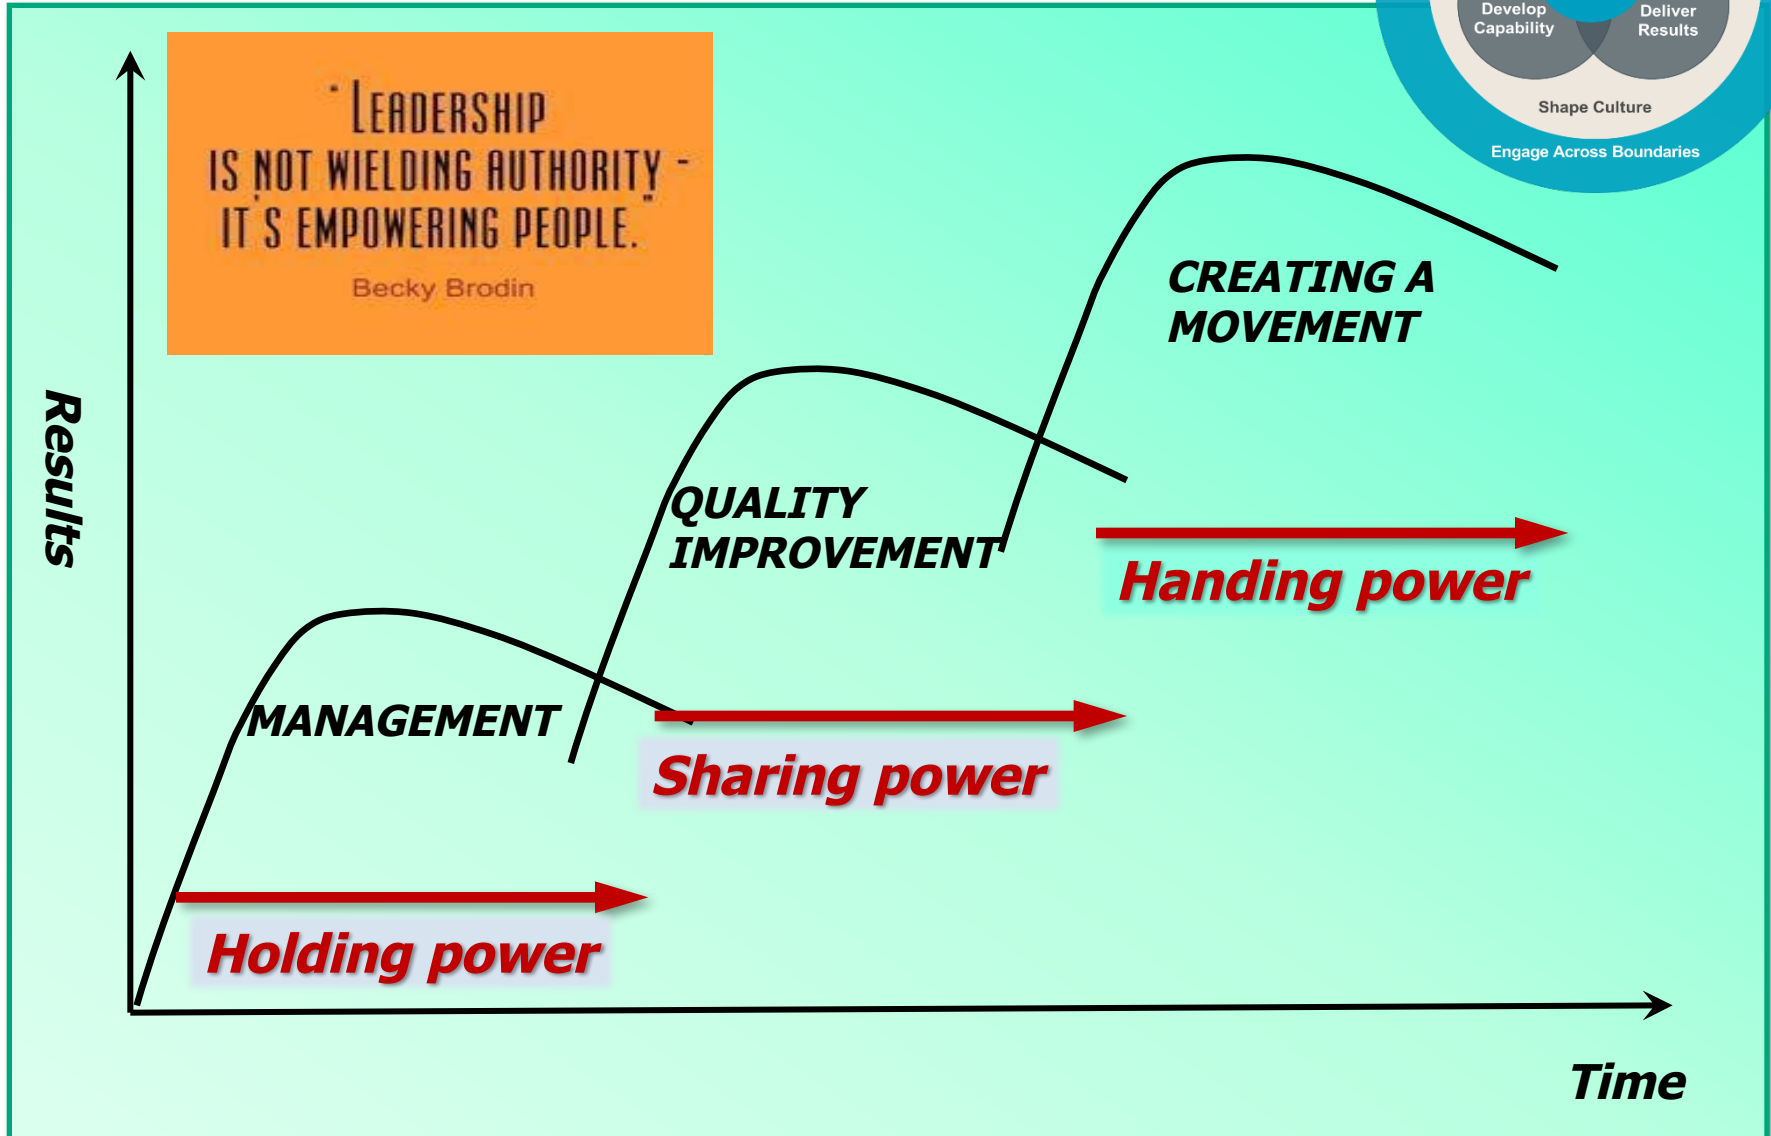 " LEADERSHIP
IS NOT WIELDING AUTHORITY -
IT'S EMPOWERING PEOPLE."
Becky Brodin
Develop
Capability
Deliver
Results
Shape Culture
Engage Across Boundaries
Results
CREATING A
MOVEMENT
QUALITY
IMPROVEMENT
Handing power
MANAGEMENT
Sharing power
Holding power
Time